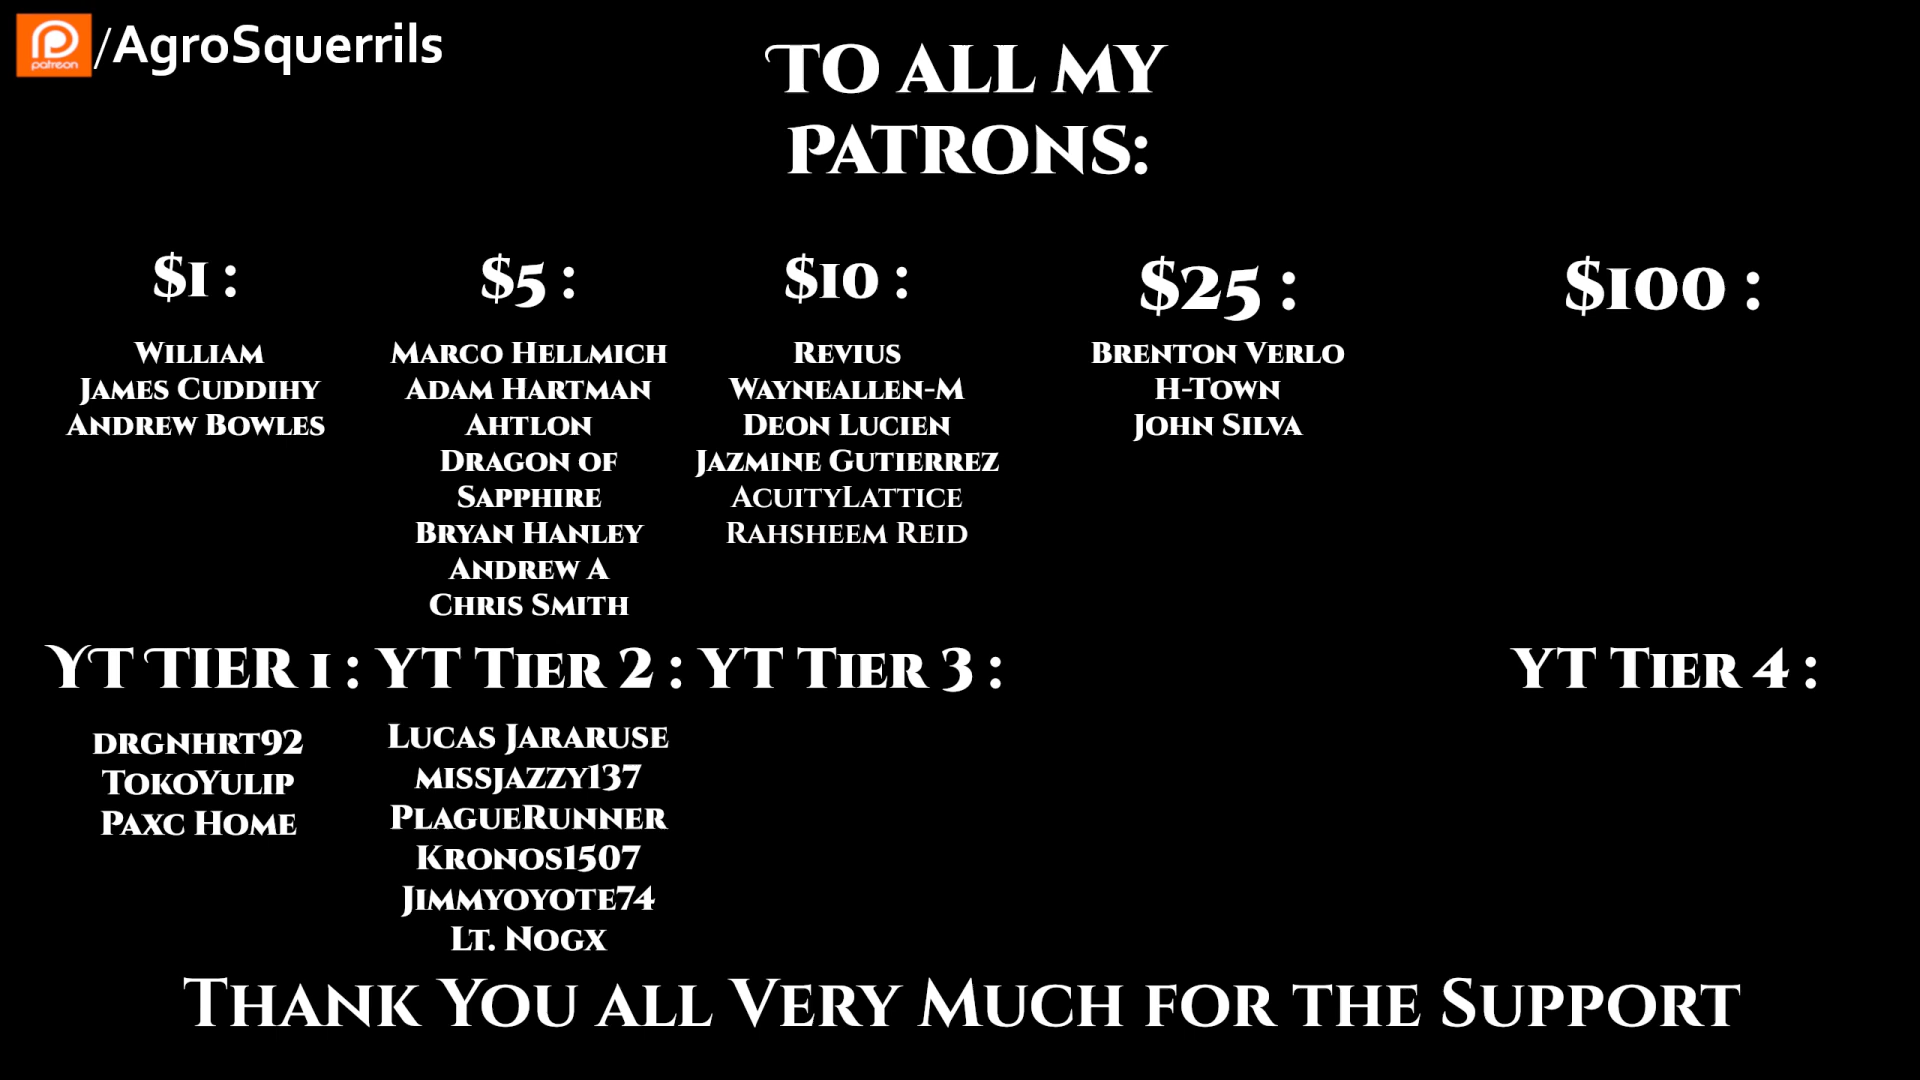 patreon /AgroSquerrils
To all my
Patrons:
$1 :
William
James Cuddihy
Andrew Bowles
$5 :
Marco Hellmich
Adam Hartman
Ahtlon
Dragon of
Sapphire
Bryan Hanley
Andrew A
Chris Smith
$10 :
Revius
Wayneallen-M
Deon Lucien
Jazmine Gutierrez
AcuityLattice
Rahsheem Reid
$25 :
Brenton Verlo
H-Town
John Silva
$100 :
YT Tier 1 :
drgnhrt92
TokoYulip
Paxc Home
YT Tier 2 :
Lucas Jararuse
missjazzy137
PlagueRunner
Kronos1507
Jimmyoyote74
Lt. Nogx
YT Tier 3 :
YT Tier 4 :
Thank You all Very Much for the Support